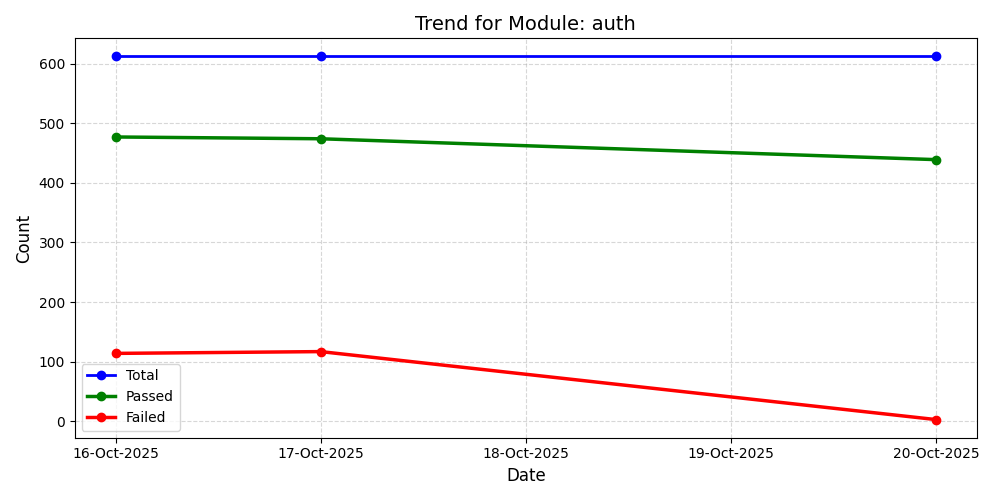 Trend for Module: auth
Count
600
500
400
300
200
100
0
Total
Passed
Failed
16-Oct-2025 17-Oct-2025 18-Oct-2025 19-Oct-2025 20-Oct-2025
Date